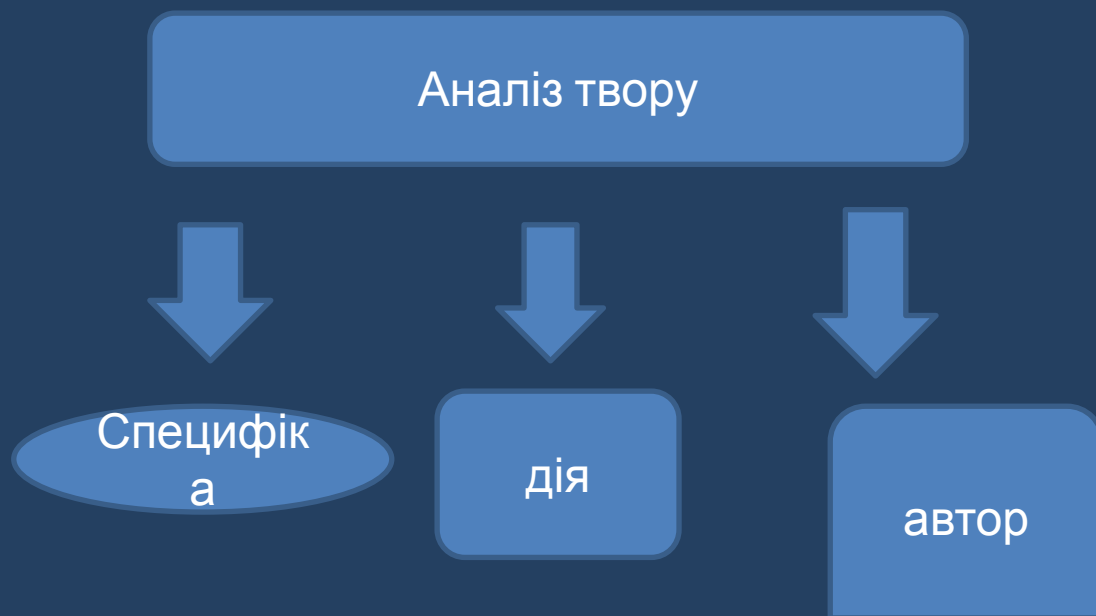 Аналіз твору
Специфік
а
дія
автор